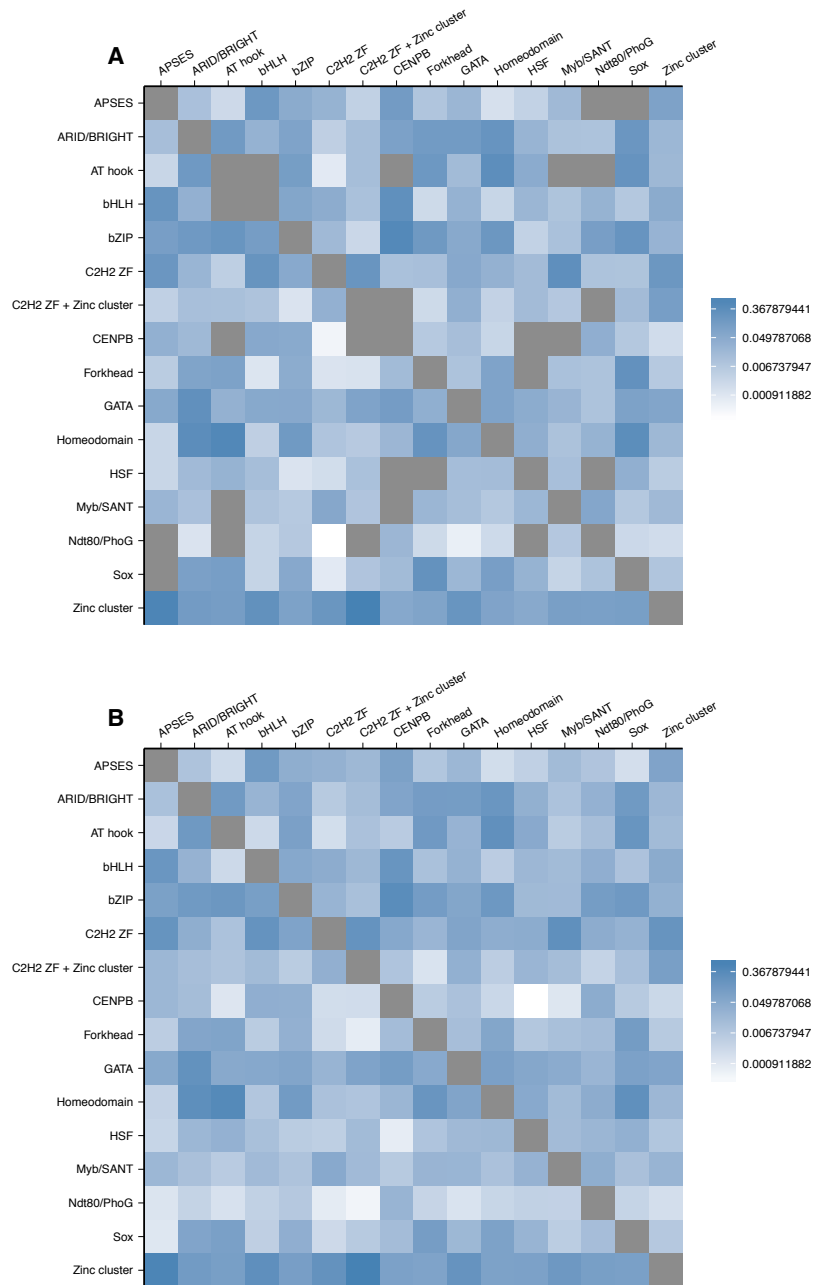 A
APSES
ARID/BRIGHT
AT hook
bHLH
bZIP
C2H2 ZF
C2H2 ZF + Zinc cluster
CENPB
Forkhead
GATA
Homeodomain
HSF
Myb/SANT
Ndt80/PhoG
Sox
Zinc cluster
APSES
ARID/BRIGHT
AT hook
bHLH
bZIP
C2H2 ZF
C2H2 ZF + Zinc cluster
CENPB
Forkhead
GATA
Homeodomain
HSF
Myb/SANT
Ndt80/PhoG
Sox
Zinc cluster
0.367879441
0.049787068
0.006737947
0.000911882
B
APSES
ARID/BRIGHT
AT hook
bHLH
bZIP
C2H2 ZF
C2H2 ZF + Zinc cluster
CENPB
Forkhead
GATA
Homeodomain
HSF
Myb/SANT
Ndt80/PhoG
Sox
Zinc cluster
APSES
ARID/BRIGHT
AT hook
bHLH
bZIP
C2H2 ZF
C2H2 ZF + Zinc cluster
CENPB
Forkhead
GATA
Homeodomain
HSF
Myb/SANT
Ndt80/PhoG
Sox
Zinc cluster
0.367879441
0.049787068
0.006737947
0.000911882